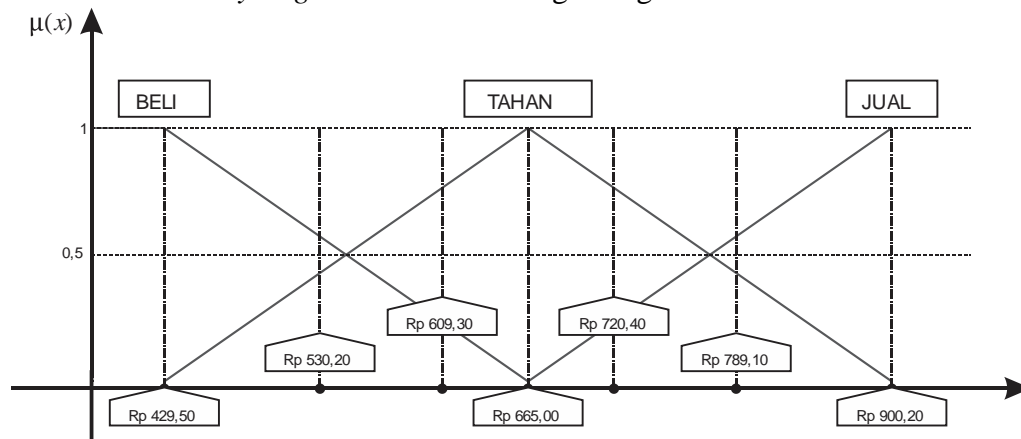 μ(x)
BELI
TAHAN
JUAL
1
0,5
Rp 609,30
Rp 720,40
Rp 530,20
Rp 789,10
Rp 429,50
Rp 665,00
Rp 900,20